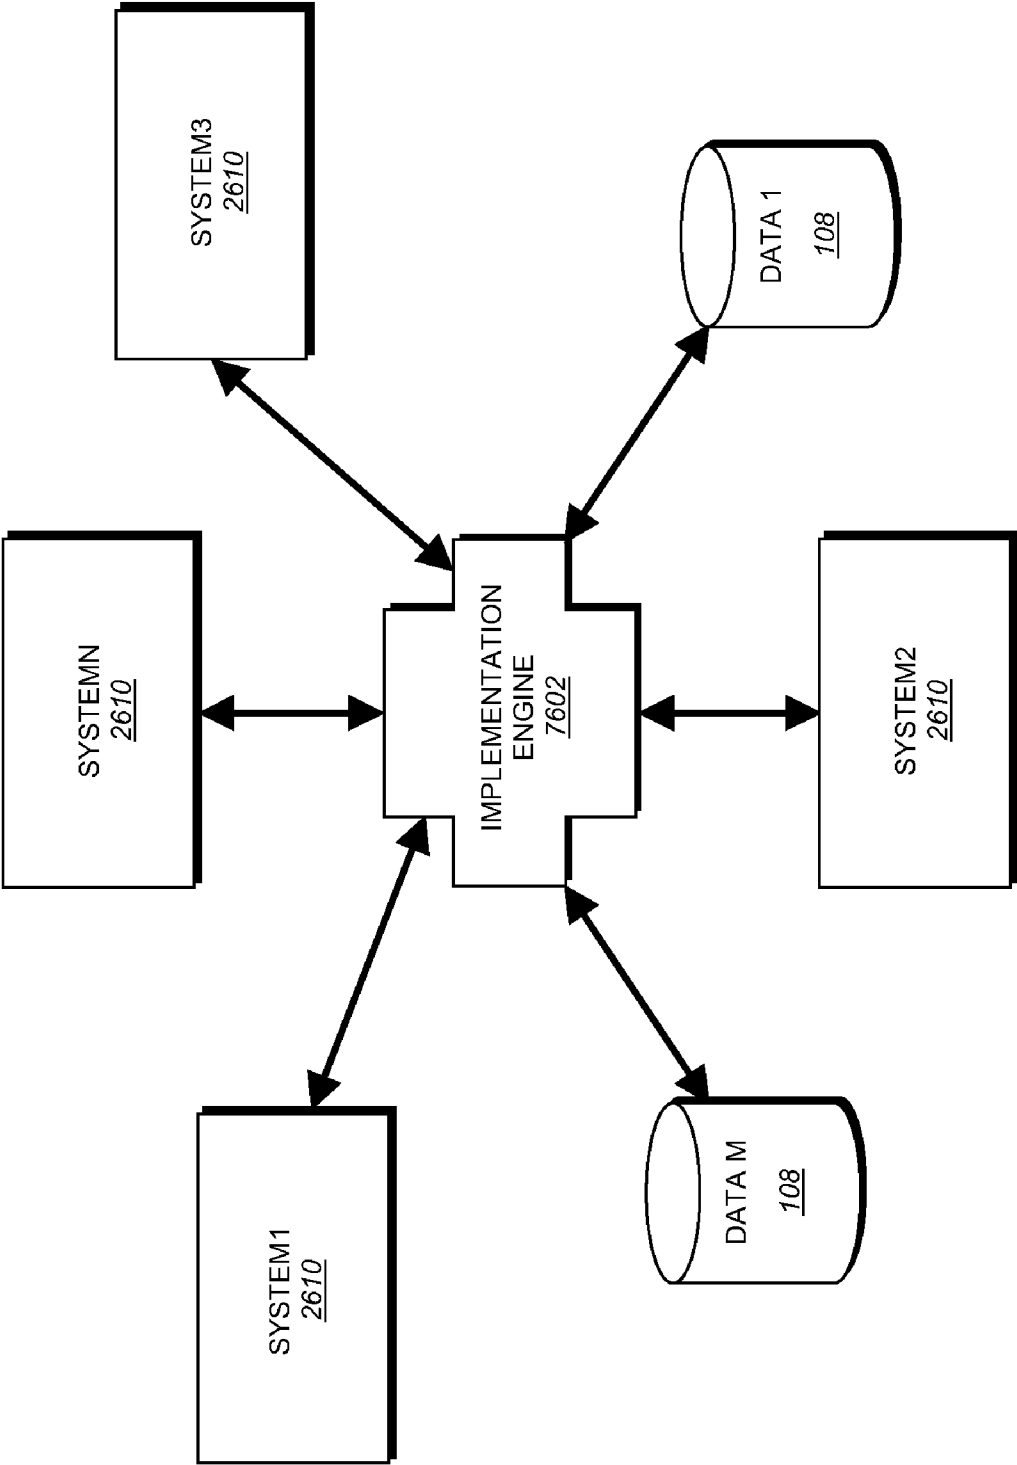 SYSTEM1
2610
SYSTEMN
2610
SYSTEM3
2610
IMPLEMENTATION
ENGINE
7602
DATA M
108
SYSTEM2
2610
DATA 1
108